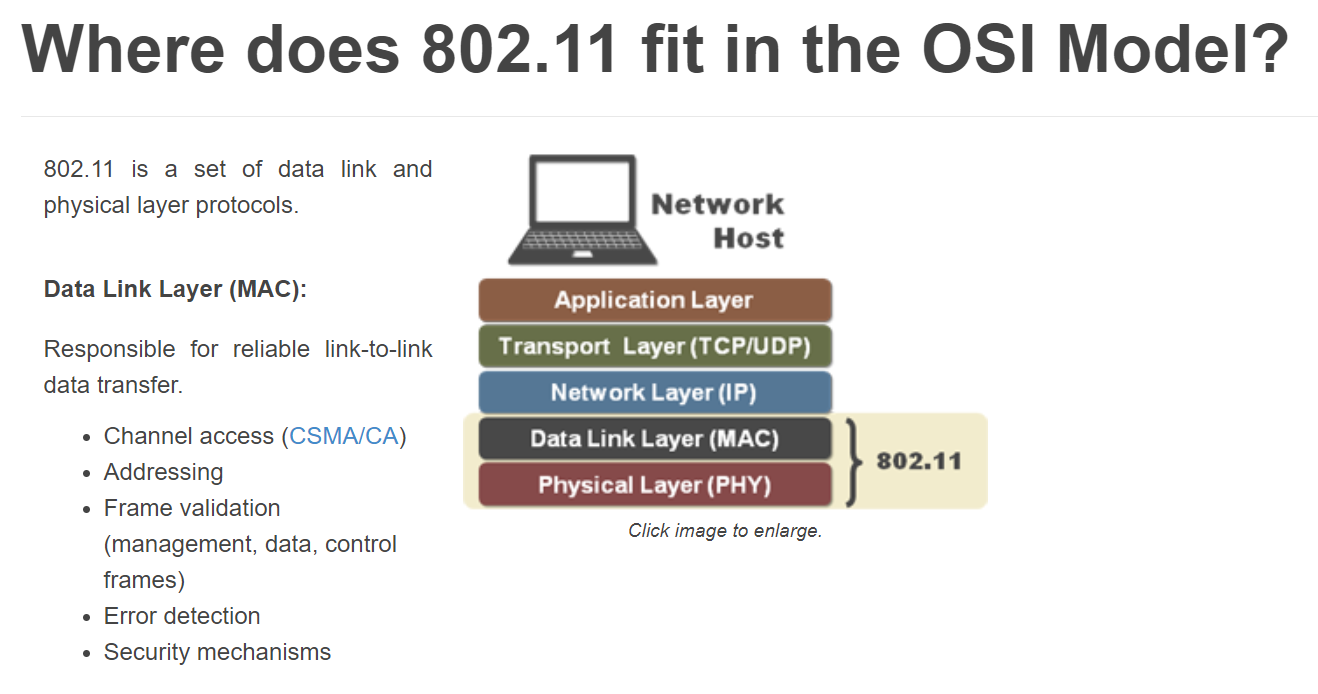 Where does 802.11 fit in the OSI Model?
802.11 is a set of data link and
physical layer protocols.
Data Link Layer (MAC):
Responsible for reliable link-to-link
data transfer.
• Channel access (CSMA/CA)
• Addressing
• Frame validation
(management, data, control
frames)
• Error detection
• Security mechanisms
Network
Host
Application Layer
Transport Layer (TCP/UDP)
Network Layer (IP)
Data Link Layer (MAC)
Physical Layer (PHY)
802.11
Click image to enlarge.